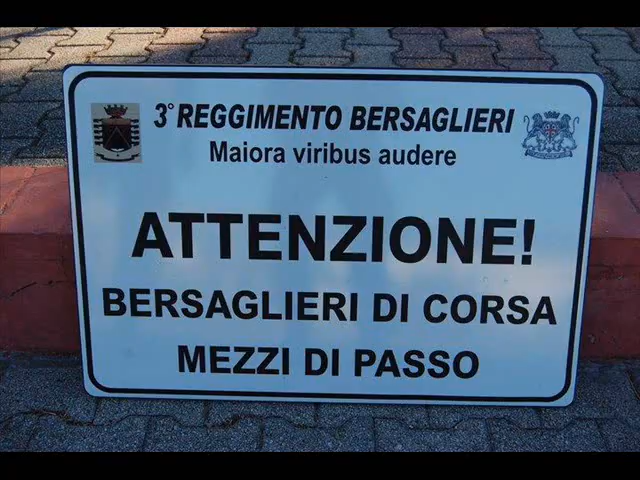 3° REGGIMENTO BERSAGLIERI
Maiora viribus audere
ATTENZIONE!
BERSAGLIERI DI CORSA
MEZZI DI PASSO